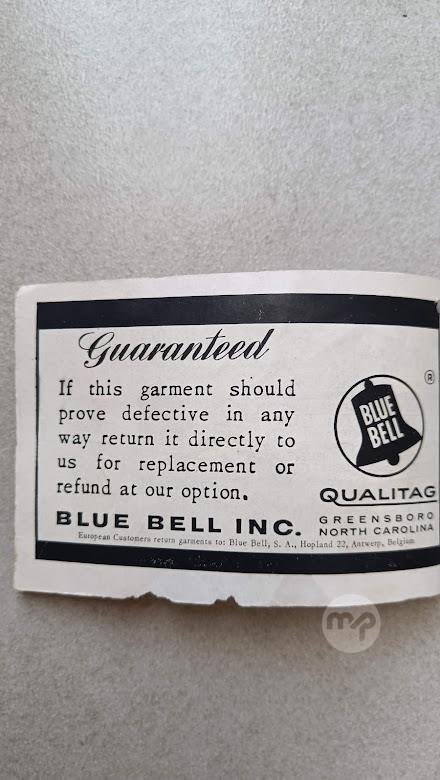 Guaranteed
If this garment should
prove defective in any
way return it directly to
us for replacement or
refund at our option.
BLUE BELL INC.
European Customers return garments to: Blue Bell, S. A., Hopland 22, Antwerp, Belgium
®
BLUE
BELL
QUALITAG
GREENSBORO
NORTH CAROLINA
mp